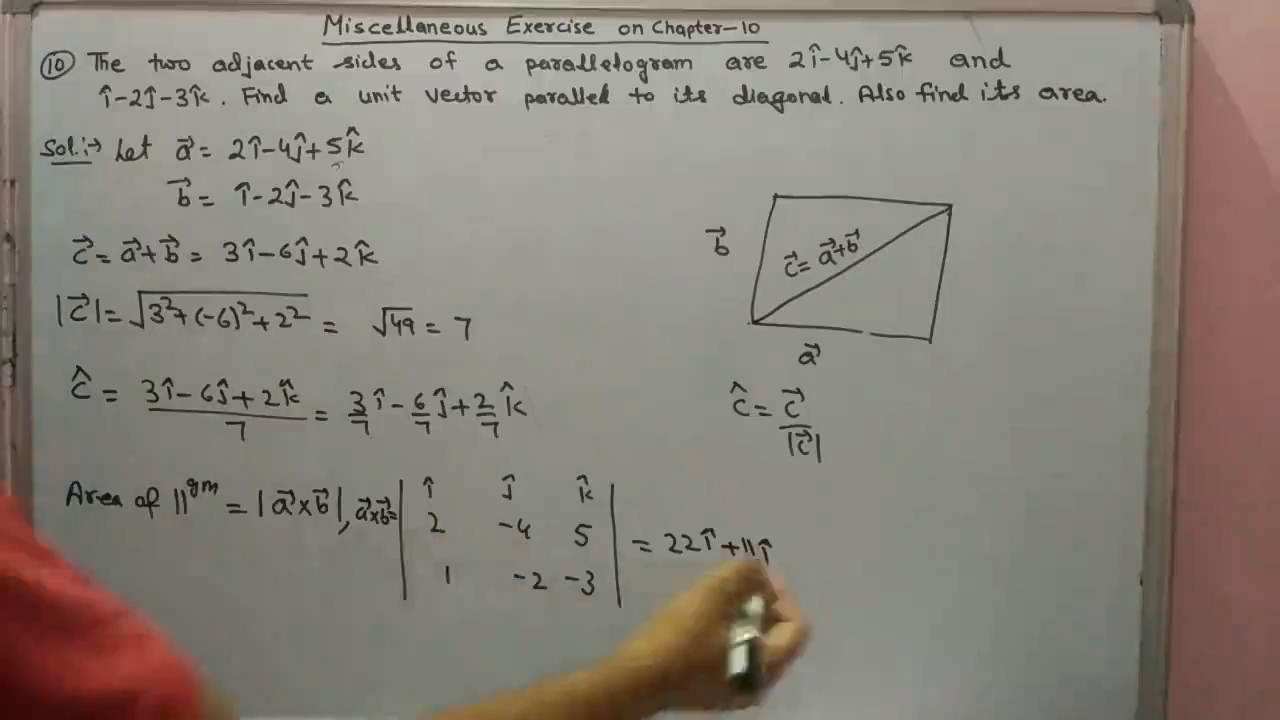 Miscellaneous Exercise on Chapter-10
⑩ The two adjacent sides of a parallelogram are 2î-4ĵ+5k̂ and
î-2ĵ-3k̂. Find a unit vector parallel to its diagonal. Also find its area.
Sol:→ Let a⃗ = 2î-4ĵ+5k̂
b⃗ = î-2ĵ-3k̂
c⃗ = a⃗+b⃗ = 3î-6ĵ+2k̂
|c⃗| = √(3²+(-6)²+2²) = √49 = 7
ĉ = (3î-6ĵ+2k̂)/7 = 3/7 î - 6/7 ĵ + 2/7 k̂
b⃗
c⃗ = a⃗+b⃗
a⃗
ĉ = c⃗/|c⃗|
Area of ||gm = |a⃗×b⃗|, a⃗×b⃗ = | î ĵ k̂ |
| 2 -4 5 | = 22î+11ĵ
| 1 -2 -3 |